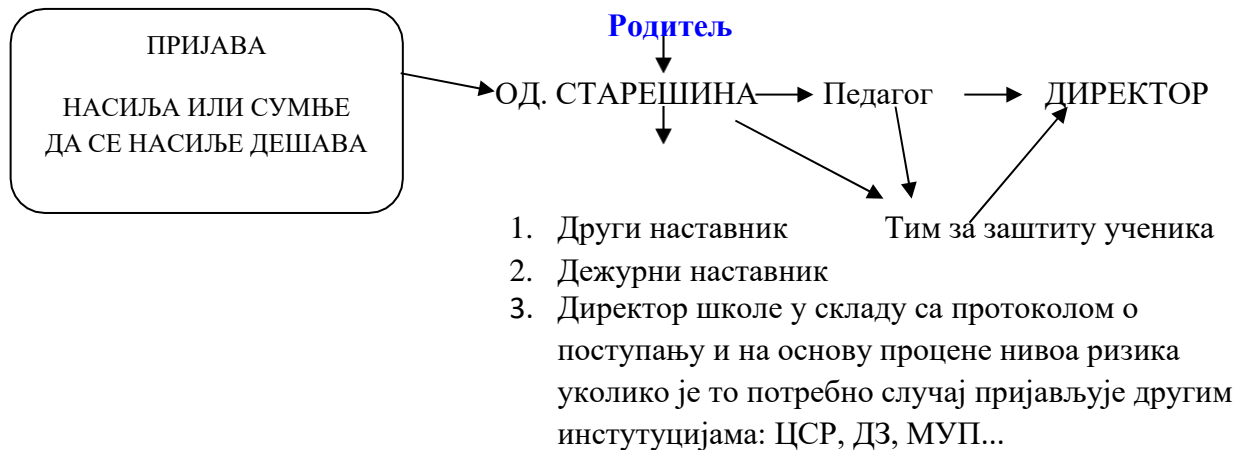 Родитељ
ПРИЈАВА
НАСИЉА ИЛИ СУМЊЕ
ДА СЕ НАСИЉЕ ДЕШАВА
ОД. СТАРЕШИНА Педагог ДИРЕКТОР
1. Други наставник Тим за заштиту ученика
2. Дежурни наставник
3. Директор школе у складу са протоколом о
поступању и на основу процене нивоа ризика
уколико је то потребно случај пријављује другим
инстутуцијама: ЦСР, ДЗ, МУП...